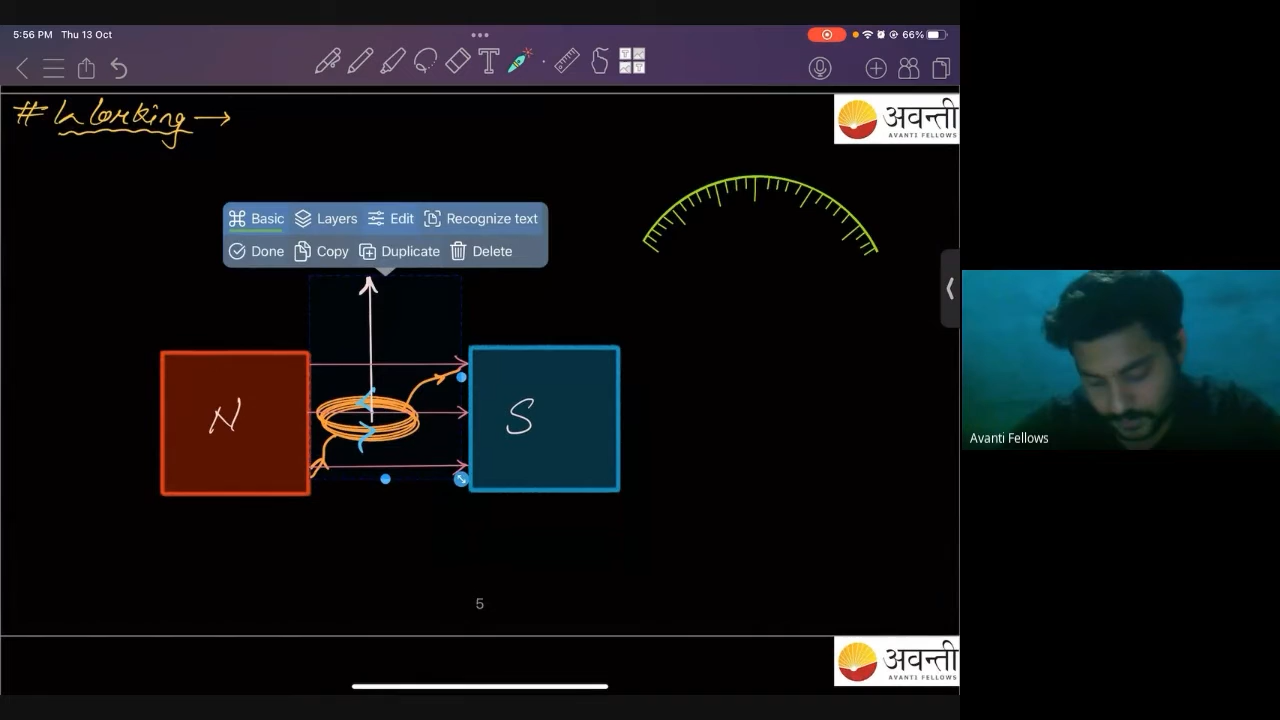 5:56 PM Thu 13 Oct
66%
# Working →
अवन्ती
AVANTI FELLOWS
Basic Layers Edit Recognize text
Done Copy Duplicate Delete
N
S
Avanti Fellows
5
अवन्ती
AVANTI FELLOWS